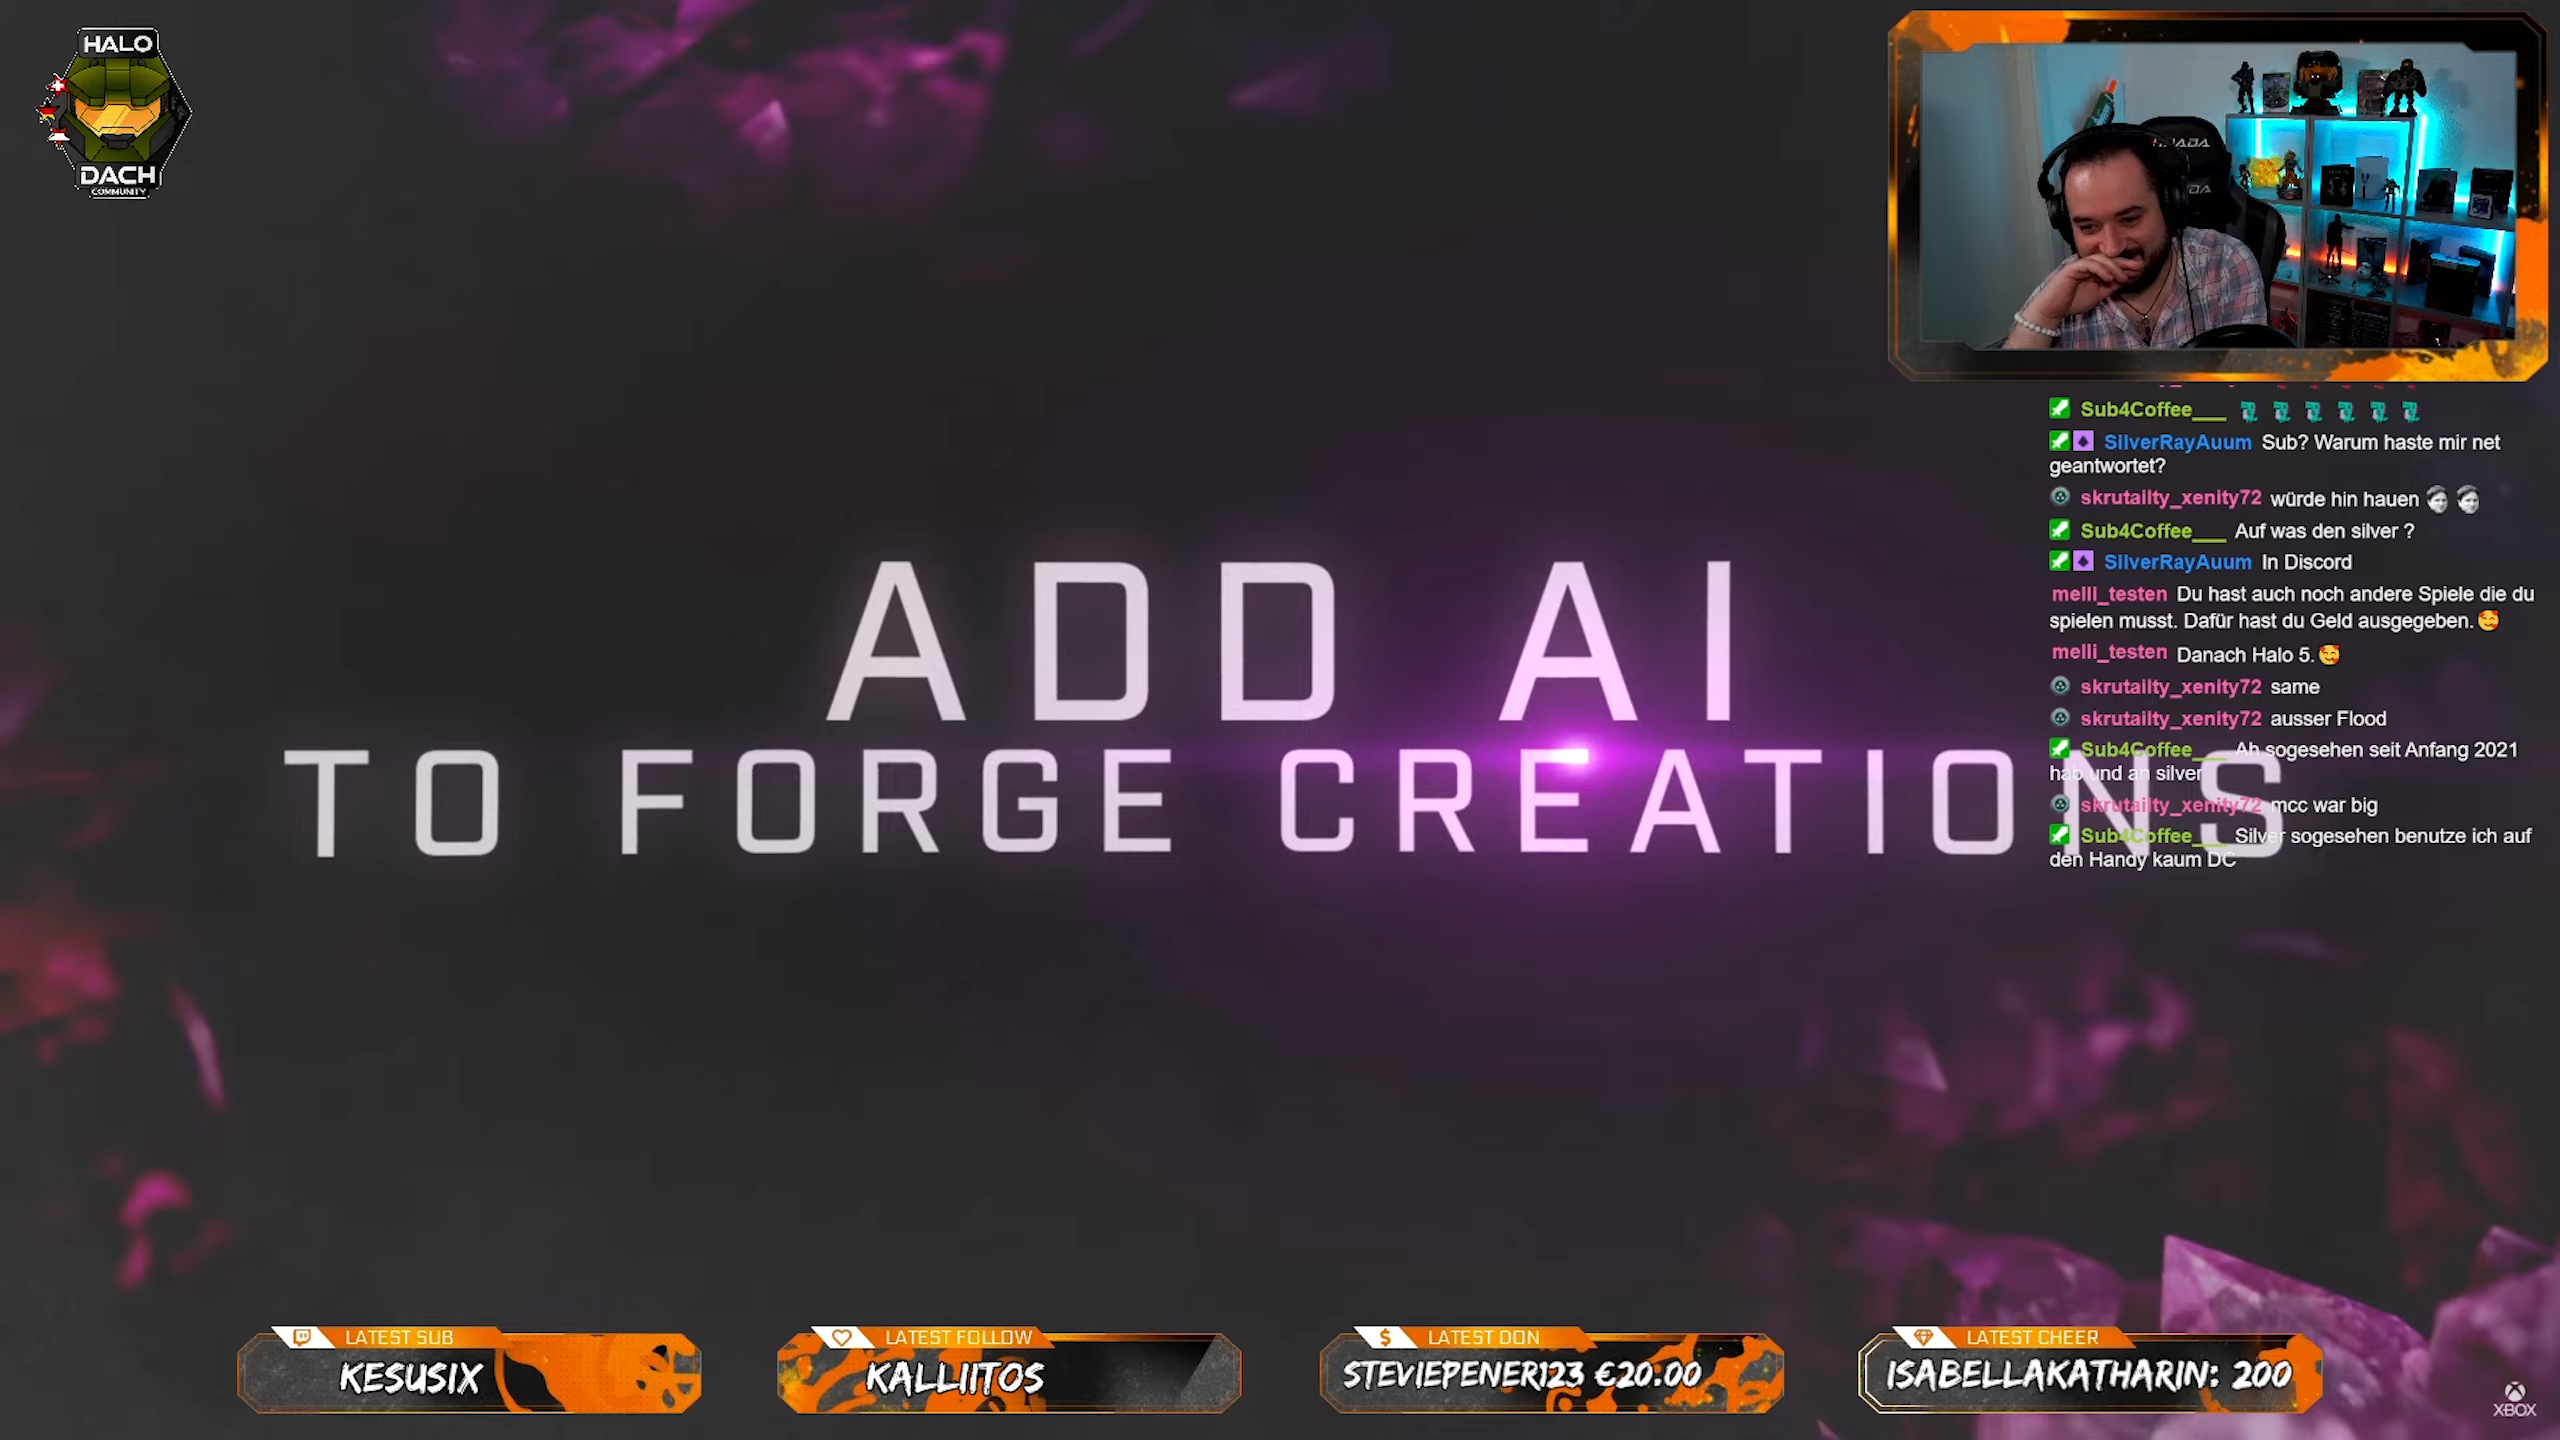 HALO
DACH
COMMUNITY
ADD AI
TO FORGE CREATIONS
Sub4Coffee___
SilverRayAuum Sub? Warum haste mir net
geantwortet?
skrutailty_xenity72 würde hin hauen
Sub4Coffee___ Auf was den silver ?
SilverRayAuum In Discord
melli_testen Du hast auch noch andere Spiele die du
spielen musst. Dafür hast du Geld ausgegeben.🥰
melli_testen Danach Halo 5.🥰
skrutailty_xenity72 same
skrutailty_xenity72 ausser Flood
Sub4Coffee___ Ah sogesehen seit Anfang 2021
hab und an silver
skrutailty_xenity72 mcc war big
Sub4Coffee___ Silver sogesehen benutze ich auf
den Handy kaum DC
LATEST SUB
KESUSIX
LATEST FOLLOW
KALLIITOS
LATEST DON
STEVIEPENER123 €20.00
LATEST CHEER
ISABELLAKATHARIN: 200
XBOX